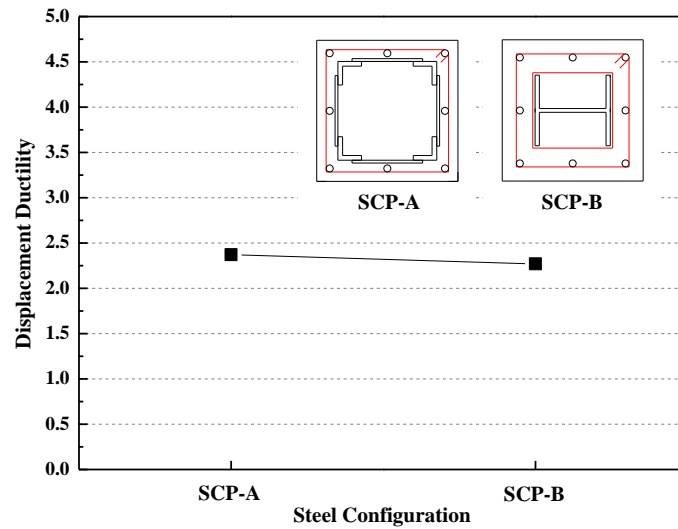 5.0
4.5
4.0
3.5
3.0
2.5
2.0
1.5
1.0
0.5
0.0
Displacement Ductility
SCP-A SCP-B
SCP-A SCP-B
Steel Configuration